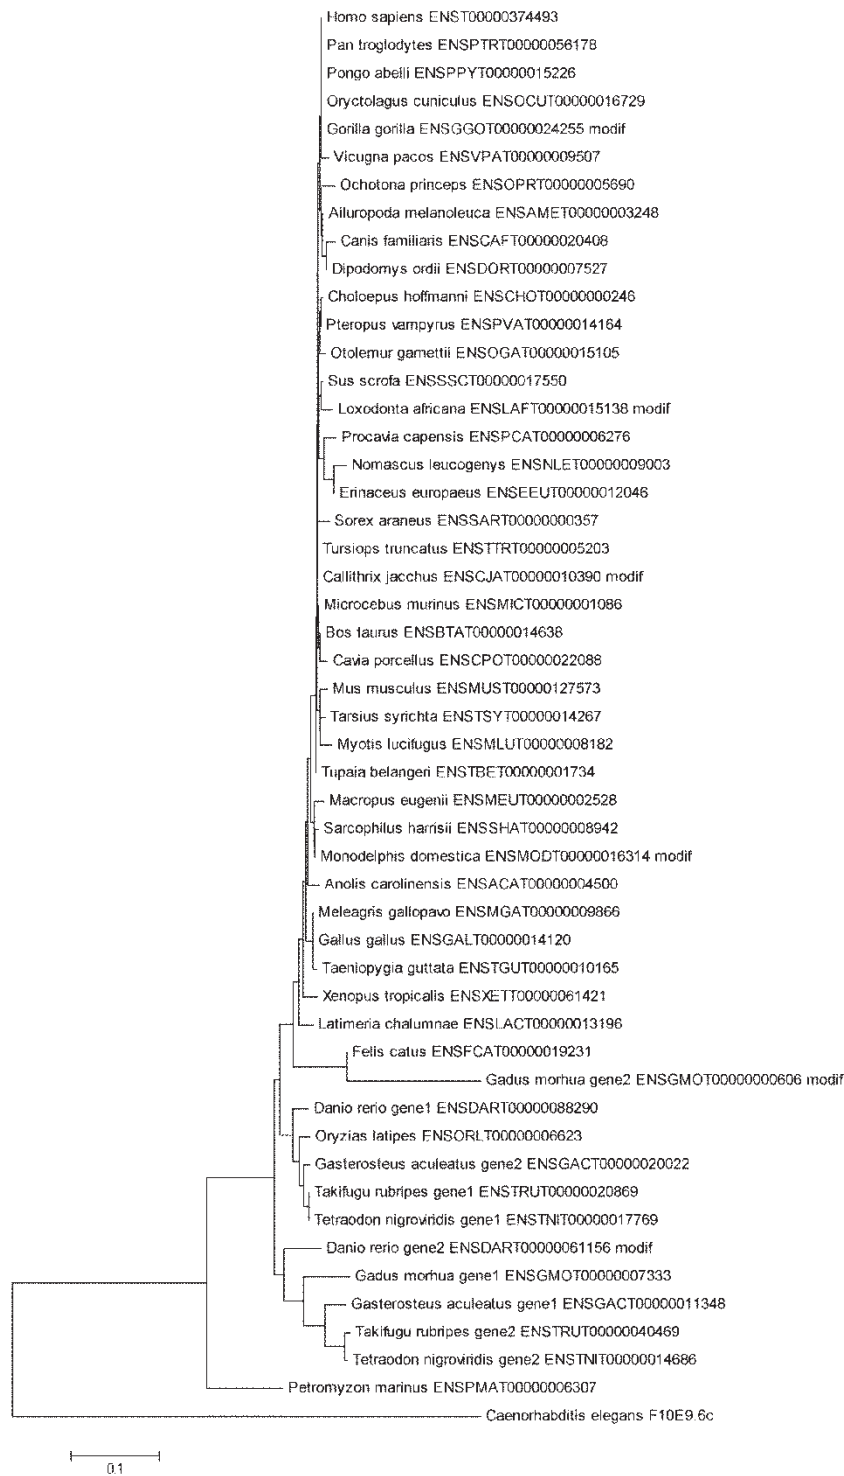 Homo sapiens ENST00000374493
Pan troglodytes ENSPTRT00000056178
Pongo abelii ENSPPYT00000015226
Oryctolagus cuniculus ENSOCUT00000016729
Gorilla gorilla ENSGGOT00000024255 modif
Vicugna pacos ENSVPAT00000009507
Ochotona princeps ENSOPRT00000005690
Ailuropoda melanoleuca ENSAMET00000003248
Canis familiaris ENSCAFT00000020408
Dipodomys ordii ENSDORT00000007527
Choloepus hoffmanni ENSCHOT00000000246
Pteropus vampyrus ENSPVAT00000014164
Otolemur garnettii ENSOGAT00000015105
Sus scrofa ENSSSCT00000017550
Loxodonta africana ENSLAFT00000015138 modif
Procavia capensis ENSPCAT00000006276
Nomascus leucogenys ENSNLET00000009003
Erinaceus europaeus ENSEEUT00000012046
Sorex araneus ENSSART00000000357
Tursiops truncatus ENSTTRT00000005203
Callithrix jacchus ENSCJAT00000010390 modif
Microcebus murinus ENSMICT00000001086
Bos taurus ENSBTAT00000014638
Cavia porcellus ENSCPOT00000022088
Mus musculus ENSMUST00000127573
Tarsius syrichta ENSTSYT00000014267
Myotis lucifugus ENSMLUT00000008182
Tupaia belangeri ENSTBET00000001734
Macropus eugenii ENSMEUT00000002528
Sarcophilus harrisii ENSSHAT00000008942
Monodelphis domestica ENSMODT00000016314 modif
Anolis carolinensis ENSACAT00000004500
Meleagris gallopavo ENSMGAT00000009866
Gallus gallus ENSGALT00000014120
Taeniopygia guttata ENSTGUT00000010165
Xenopus tropicalis ENSXETT00000061421
Latimeria chalumnae ENSLACT00000013196
Felis catus ENSFCAT00000019231
Gadus morhua gene2 ENSGMOT00000000606 modif
Danio rerio gene1 ENSDART00000088290
Oryzias latipes ENSORLT00000006623
Gasterosteus aculeatus gene2 ENSGACT00000020022
Takifugu rubripes gene1 ENSTRUT00000020869
Tetraodon nigroviridis gene1 ENSTNIT00000017769
Danio rerio gene2 ENSDART00000061156 modif
Gadus morhua gene1 ENSGMOT00000007333
Gasterosteus aculeatus gene1 ENSGACT00000011348
Takifugu rubripes gene2 ENSTRUT00000040469
Tetraodon nigroviridis gene2 ENSTNIT00000014686
Petromyzon marinus ENSPMAT00000006307
Caenorhabditis elegans F10E9.6c
0.1